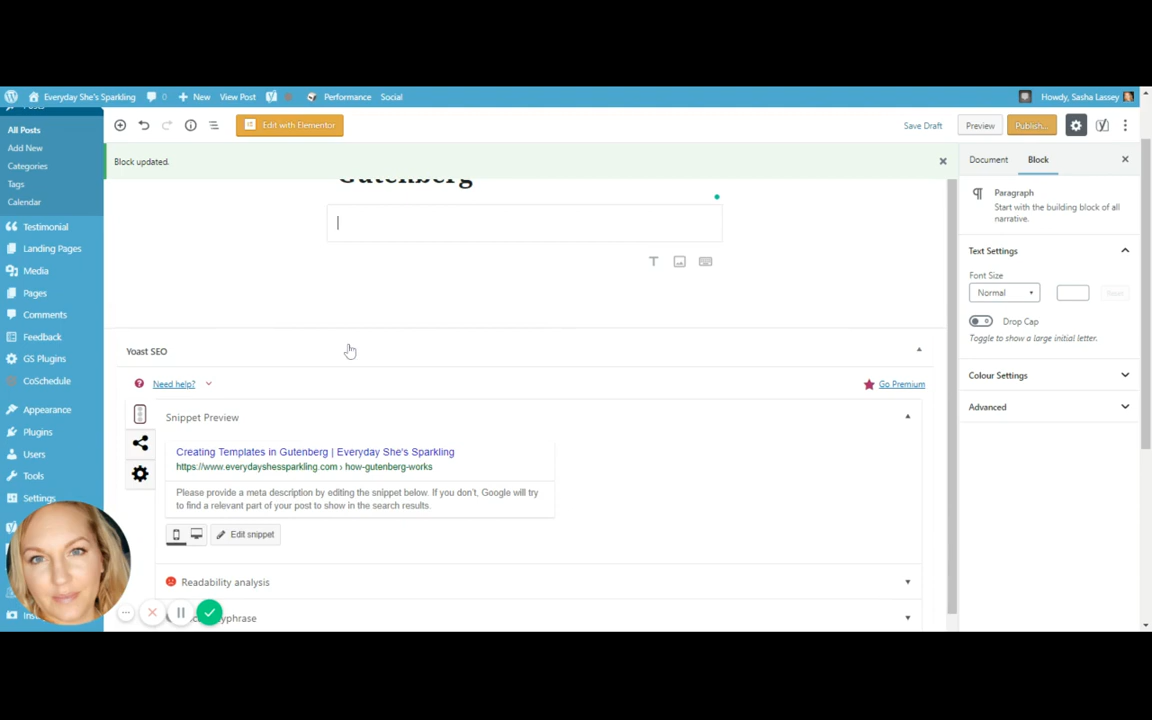 Everyday She's Sparkling 0 New View Post Performance Social Howdy, Sasha Lassey
Posts
All Posts
Add New
Categories
Tags
Calendar
Testimonial
Landing Pages
Media
Pages
Comments
Feedback
GS Plugins
CoSchedule
Appearance
Plugins
Users
Tools
Settings
Edit with Elementor
Save Draft
Preview
Publish...
Block updated.
Gutenberg
Yoast SEO
Need help?
Go Premium
Snippet Preview
Creating Templates in Gutenberg | Everyday She's Sparkling
https://www.everydayshessparkling.com › how-gutenberg-works
Please provide a meta description by editing the snippet below. If you don't, Google will try
to find a relevant part of your post to show in the search results.
Edit snippet
Readability analysis
Document
Block
Paragraph
Start with the building block of all
narrative.
Text Settings
Font Size
Normal
Reset
Drop Cap
Toggle to show a large initial letter.
Colour Settings
Advanced